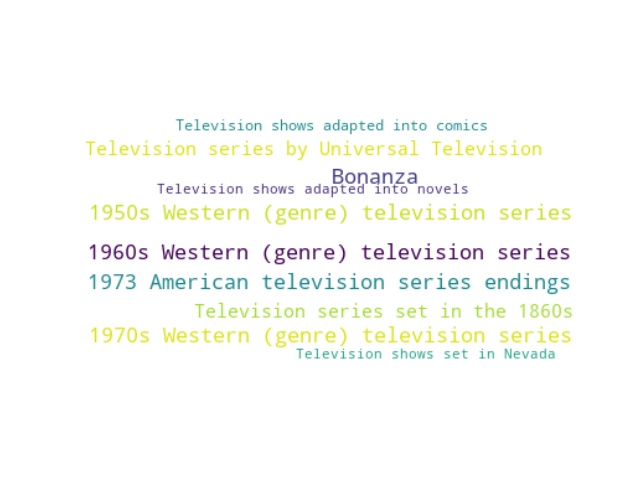 Television shows adapted into comics
Television series by Universal Television
Bonanza
Television shows adapted into novels
1950s Western (genre) television series
1960s Western (genre) television series
1973 American television series endings
Television series set in the 1860s
1970s Western (genre) television series
Television shows set in Nevada